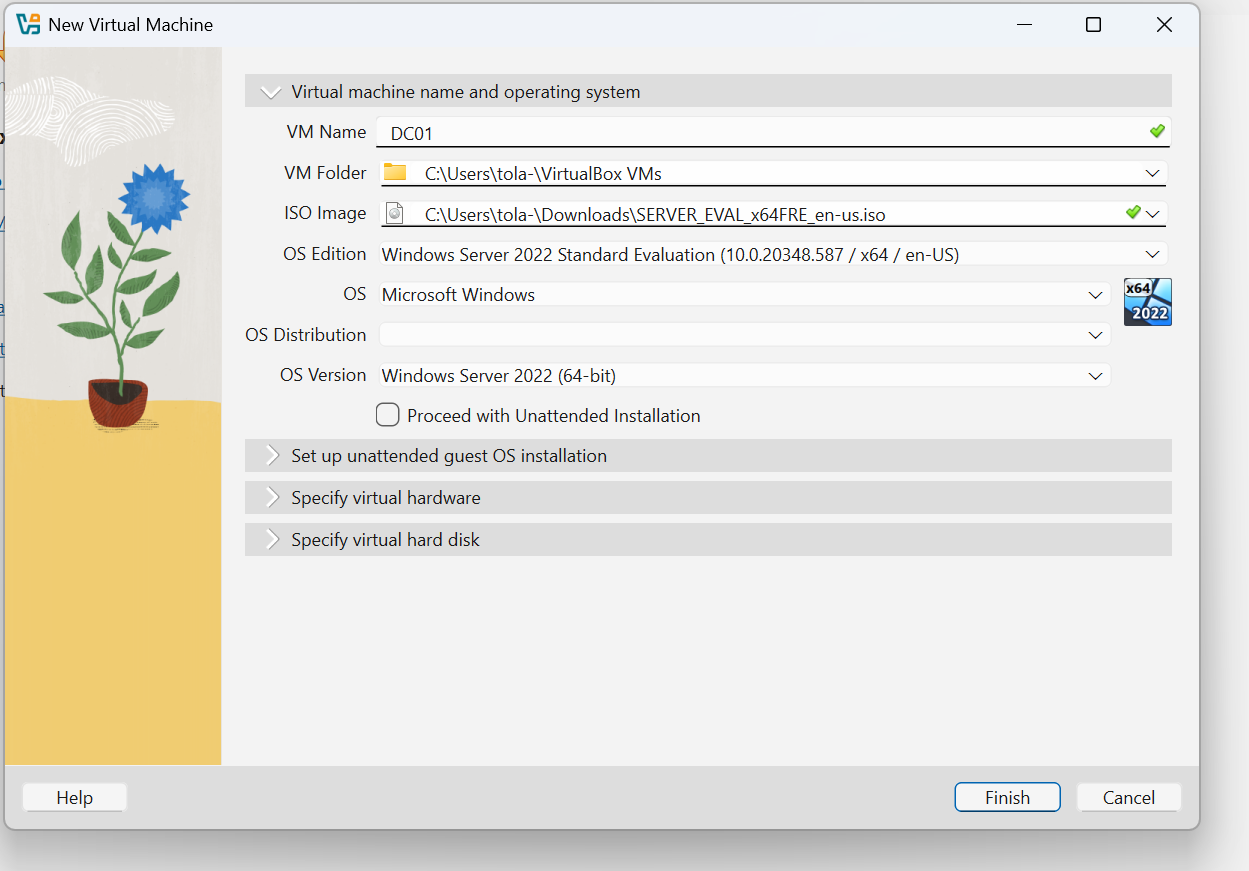 New Virtual Machine
Virtual machine name and operating system
VM Name DC01
VM Folder C:\Users\tola-\VirtualBox VMs
ISO Image C:\Users\tola-\Downloads\SERVER_EVAL_x64FRE_en-us.iso
OS Edition Windows Server 2022 Standard Evaluation (10.0.20348.587 / x64 / en-US)
OS Microsoft Windows
x64
2022
OS Distribution
OS Version Windows Server 2022 (64-bit)
Proceed with Unattended Installation
Set up unattended guest OS installation
Specify virtual hardware
Specify virtual hard disk
Help Finish Cancel